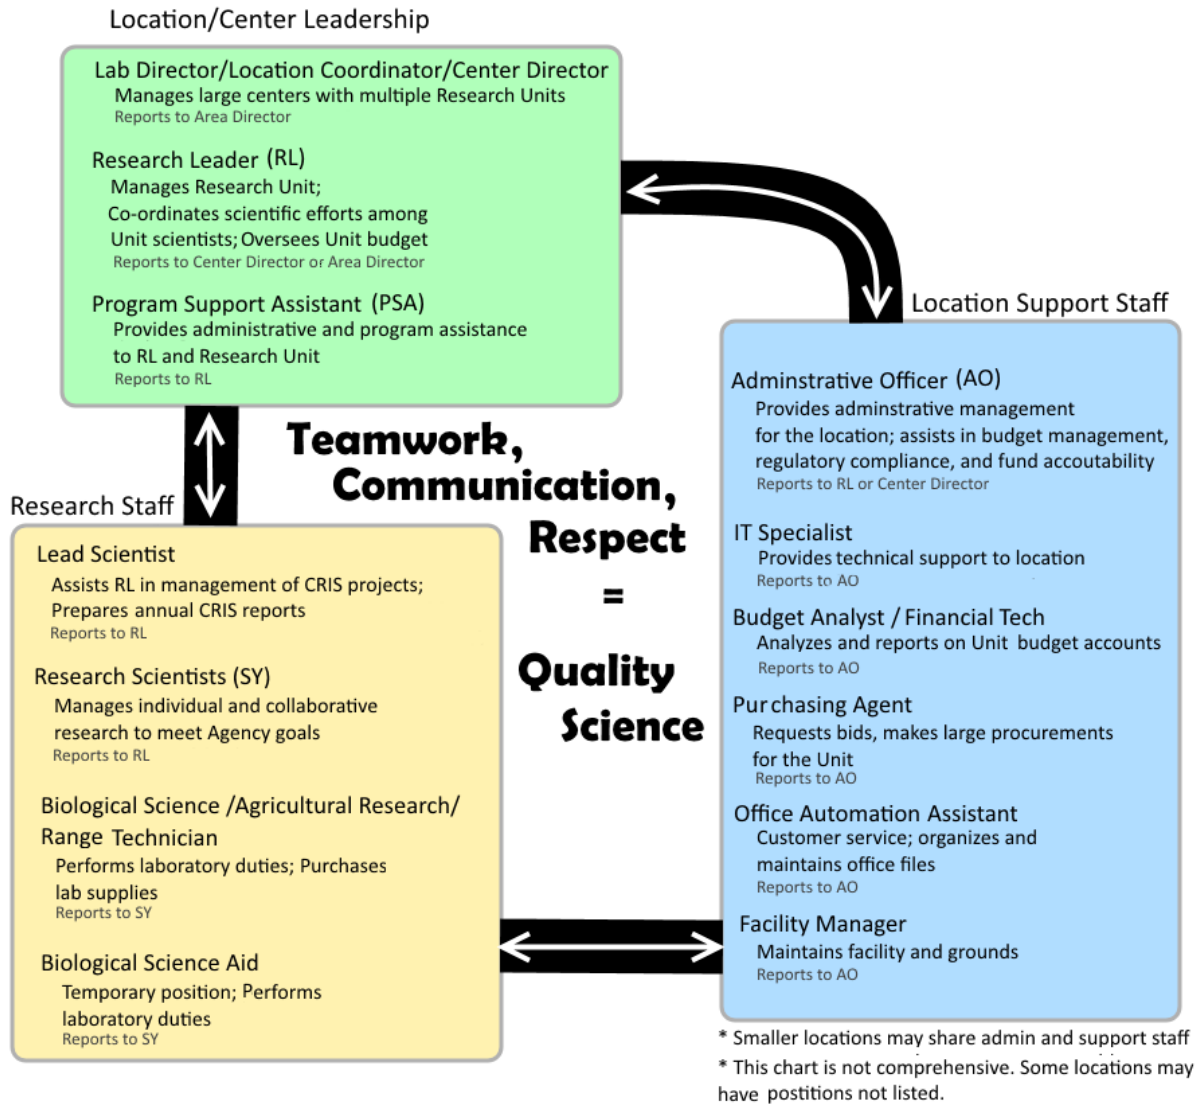 Location/Center Leadership
Lab Director/Location Coordinator/Center Director
Manages large centers with multiple Research Units
Reports to Area Director
Research Leader (RL)
Manages Research Unit;
Co-ordinates scientific efforts among
Unit scientists; Oversees Unit budget
Reports to Center Director or Area Director
Program Support Assistant (PSA)
Provides administrative and program assistance
to RL and Research Unit
Reports to RL
Teamwork,
Communication,
Respect
=
Quality
Science
Research Staff
Lead Scientist
Assists RL in management of CRIS projects;
Prepares annual CRIS reports
Reports to RL
Research Scientists (SY)
Manages individual and collaborative
research to meet Agency goals
Reports to RL
Biological Science /Agricultural Research/
Range Technician
Performs laboratory duties; Purchases
lab supplies
Reports to SY
Biological Science Aid
Temporary position; Performs
laboratory duties
Reports to SY
Location Support Staff
Adminstrative Officer (AO)
Provides adminstrative management
for the location; assists in budget management,
regulatory compliance, and fund accoutability
Reports to RL or Center Director
IT Specialist
Provides technical support to location
Reports to AO
Budget Analyst / Financial Tech
Analyzes and reports on Unit budget accounts
Reports to AO
Purchasing Agent
Requests bids, makes large procurements
for the Unit
Reports to AO
Office Automation Assistant
Customer service; organizes and
maintains office files
Reports to AO
Facility Manager
Maintains facility and grounds
Reports to AO
* Smaller locations may share admin and support staff
* This chart is not comprehensive. Some locations may
have postitions not listed.